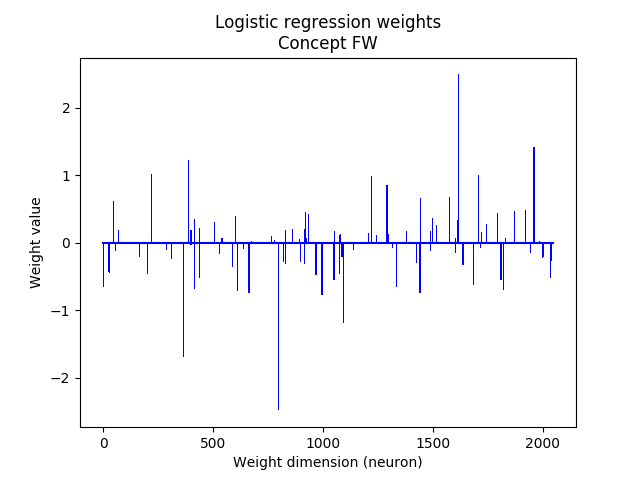 Logistic regression weights
Concept FW
2
1
0
−1
−2
Weight value
0 500 1000 1500 2000
Weight dimension (neuron)